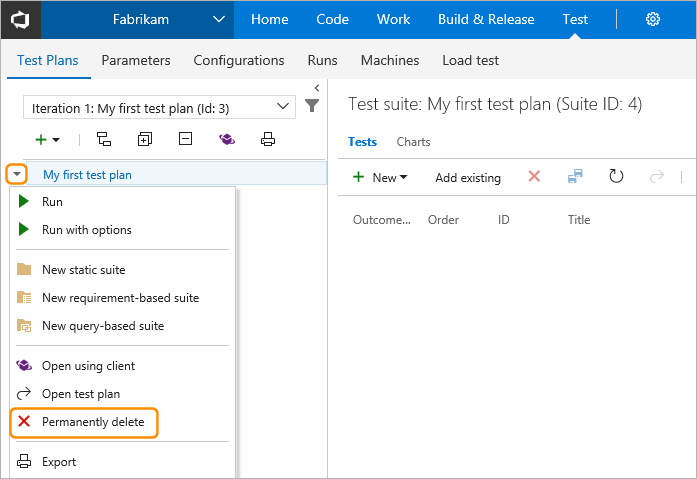 Fabrikam Home Code Work Build & Release Test
Test Plans Parameters Configurations Runs Machines Load test
Iteration 1: My first test plan (Id: 3)
My first test plan
Run
Run with options
New static suite
New requirement-based suite
New query-based suite
Open using client
Open test plan
Permanently delete
Export
Test suite: My first test plan (Suite ID: 4)
Tests Charts
New Add existing
Outcome... Order ID Title